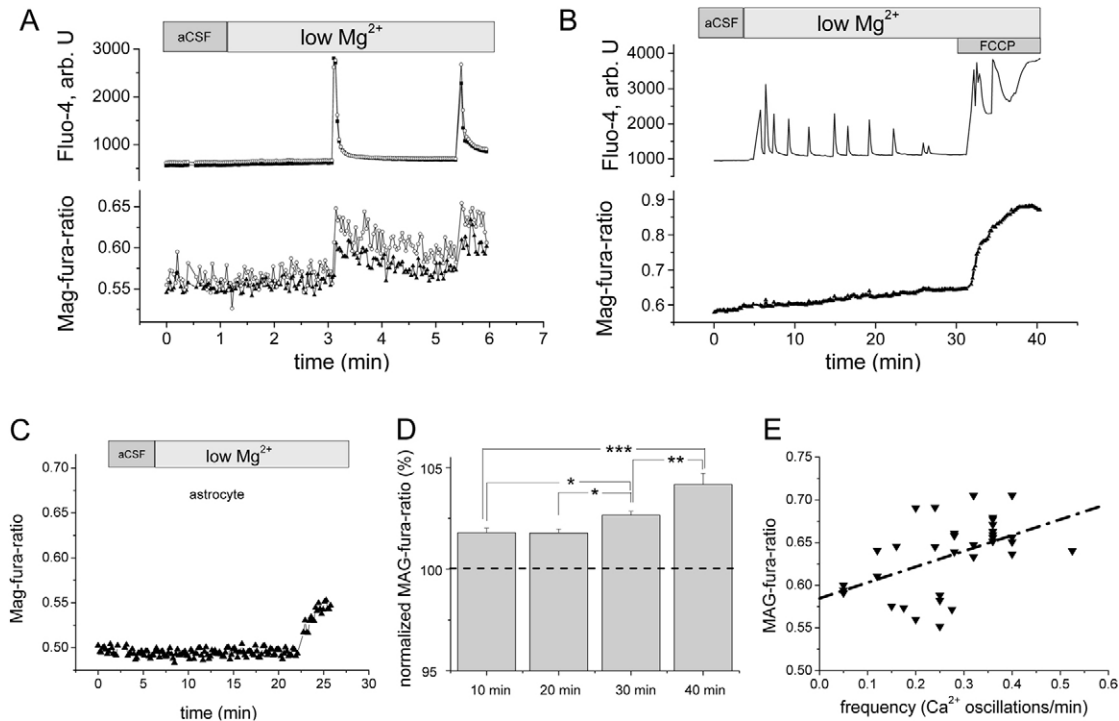 A
aCSF
low Mg2+
Fluo-4, arb. U
3000
2000
1000
Mag-fura-ratio
0.65
0.60
0.55
0 1 2 3 4 5 6 7
time (min)
B
aCSF
low Mg2+
FCCP
Fluo-4, arb. U
4000
3000
2000
1000
Mag-fura-ratio
0.9
0.8
0.7
0.6
0 10 20 30 40
time (min)
C
aCSF
low Mg2+
astrocyte
Mag-fura-ratio
0.70
0.65
0.60
0.55
0.50
0 5 10 15 20 25 30
time (min)
D
normalized MAG-fura-ratio (%)
105
100
95
***
**
*
*
10 min 20 min 30 min 40 min
E
MAG-fura-ratio
0.75
0.70
0.65
0.60
0.55
0.50
0.0 0.1 0.2 0.3 0.4 0.5 0.6
frequency (Ca2+ oscillations/min)